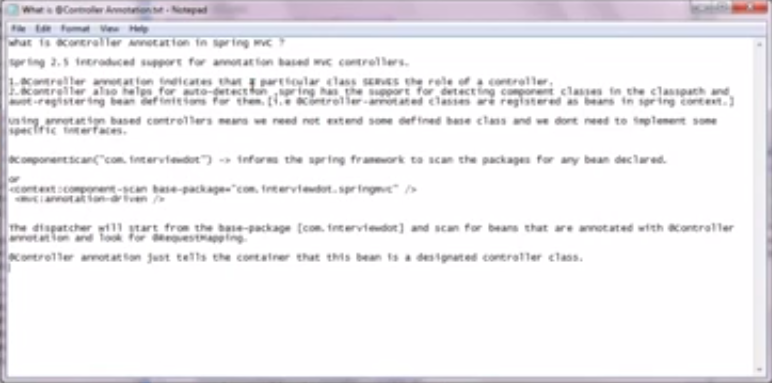 What is @Controller Annotation.txt - Notepad
File Edit Format View Help
What is @Controller Annotation in Spring MVC ?
Spring 2.5 introduced support for annotation based MVC controllers.
1.@Controller annotation indicates that a particular class SERVES the role of a controller.
2.@Controller also helps for auto-detection .spring has the support for detecting component classes in the classpath and
auot-registering bean definitions for them.[i.e @Controller-annotated classes are registered as beans in spring context.]
Using annotation based controllers means we need not extend some defined base class and we dont need to implement some
specific interfaces.
@ComponentScan("com.interviewdot") -> informs the spring framework to scan the packages for any bean declared.
or
<context:component-scan base-package="com.interviewdot.springmvc" />
<mvc:annotation-driven />
The dispatcher will start from the base-package [com.interviewdot] and scan for beans that are annotated with @Controller
annotation and look for @RequestMapping.
@Controller annotation just tells the container that this bean is a designated controller class.